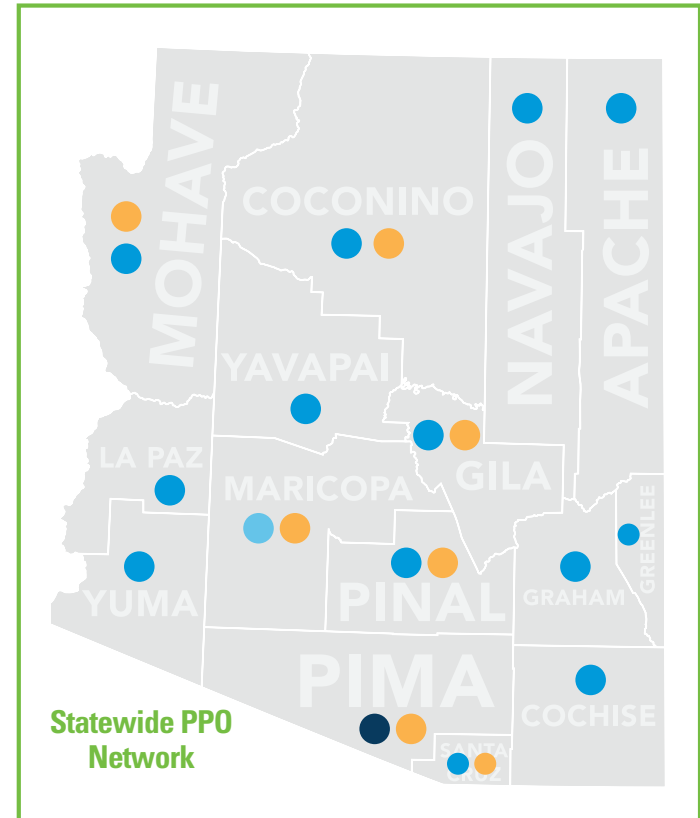 MOHAVE
COCONINO
NAVAJO
APACHE
YAVAPAI
LA PAZ
MARICOPA
GILA
GREENLEE
YUMA
PINAL
GRAHAM
PIMA
COCHISE
SANTA
CRUZ
Statewide PPO
Network